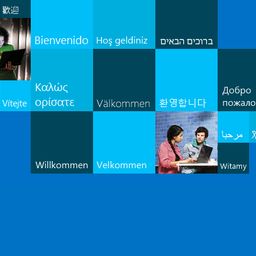 歡迎
Bienvenido
Hoş geldiniz
ברוכים הבאים
Vítejte
Καλώς
ορίσατε
Välkommen
환영합니다
Добро
пожало
Willkommen
Velkommen
مرحبا
Witamy